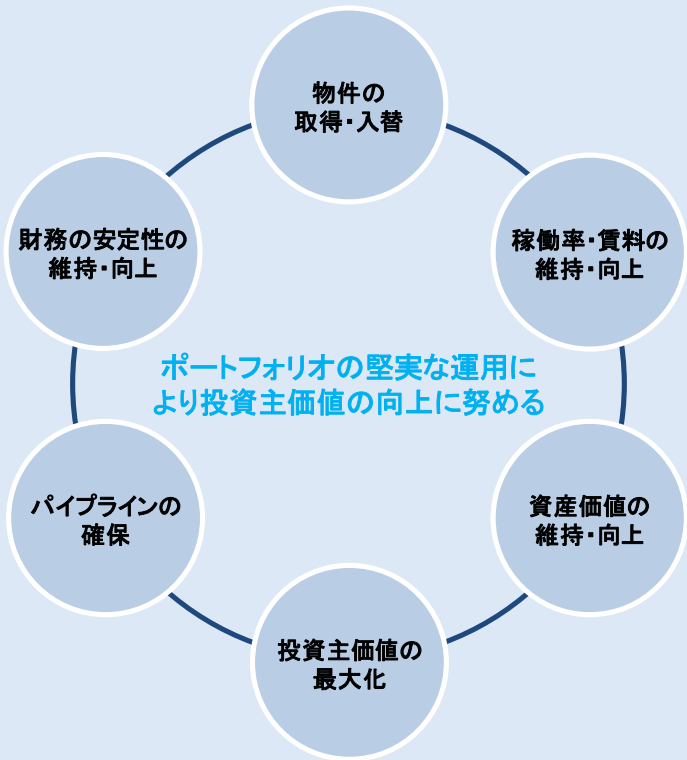 物件の
取得・入替
稼働率・賃料の
維持・向上
資産価値の
維持・向上
投資主価値の
最大化
パイプラインの
確保
財務の安定性の
維持・向上
ポートフォリオの堅実な運用に
より投資主価値の向上に努める